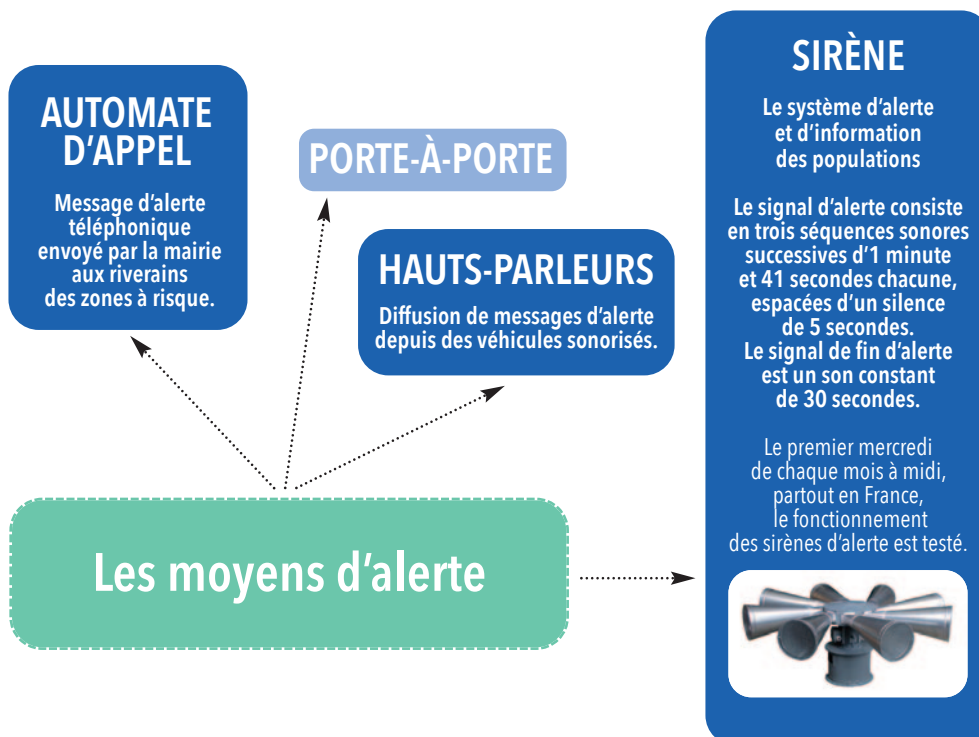 AUTOMATE
D'APPEL
Message d'alerte
téléphonique
envoyé par la mairie
aux riverains
des zones à risque.
PORTE-À-PORTE
HAUTS-PARLEURS
Diffusion de messages d'alerte
depuis des véhicules sonorisés.
Les moyens d'alerte
SIRÈNE
Le système d'alerte
et d'information
des populations
Le signal d'alerte consiste
en trois séquences sonores
successives d'1 minute
et 41 secondes chacune,
espacées d'un silence
de 5 secondes.
Le signal de fin d'alerte
est un son constant
de 30 secondes.
Le premier mercredi
de chaque mois à midi,
partout en France,
le fonctionnement
des sirènes d'alerte est testé.